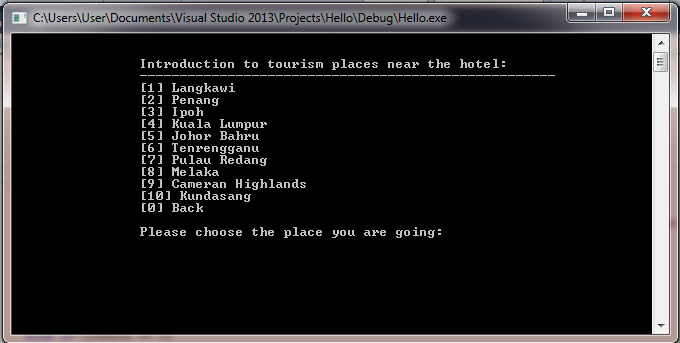 C:\Users\User\Documents\Visual Studio 2013\Projects\Hello\Debug\Hello.exe
Introduction to tourism places near the hotel:
----------------------------------------------------
[1] Langkawi
[2] Penang
[3] Ipoh
[4] Kuala Lumpur
[5] Johor Bahru
[6] Tenrengganu
[7] Pulau Redang
[8] Melaka
[9] Cameran Highlands
[10] Kundasang
[0] Back
Please choose the place you are going: